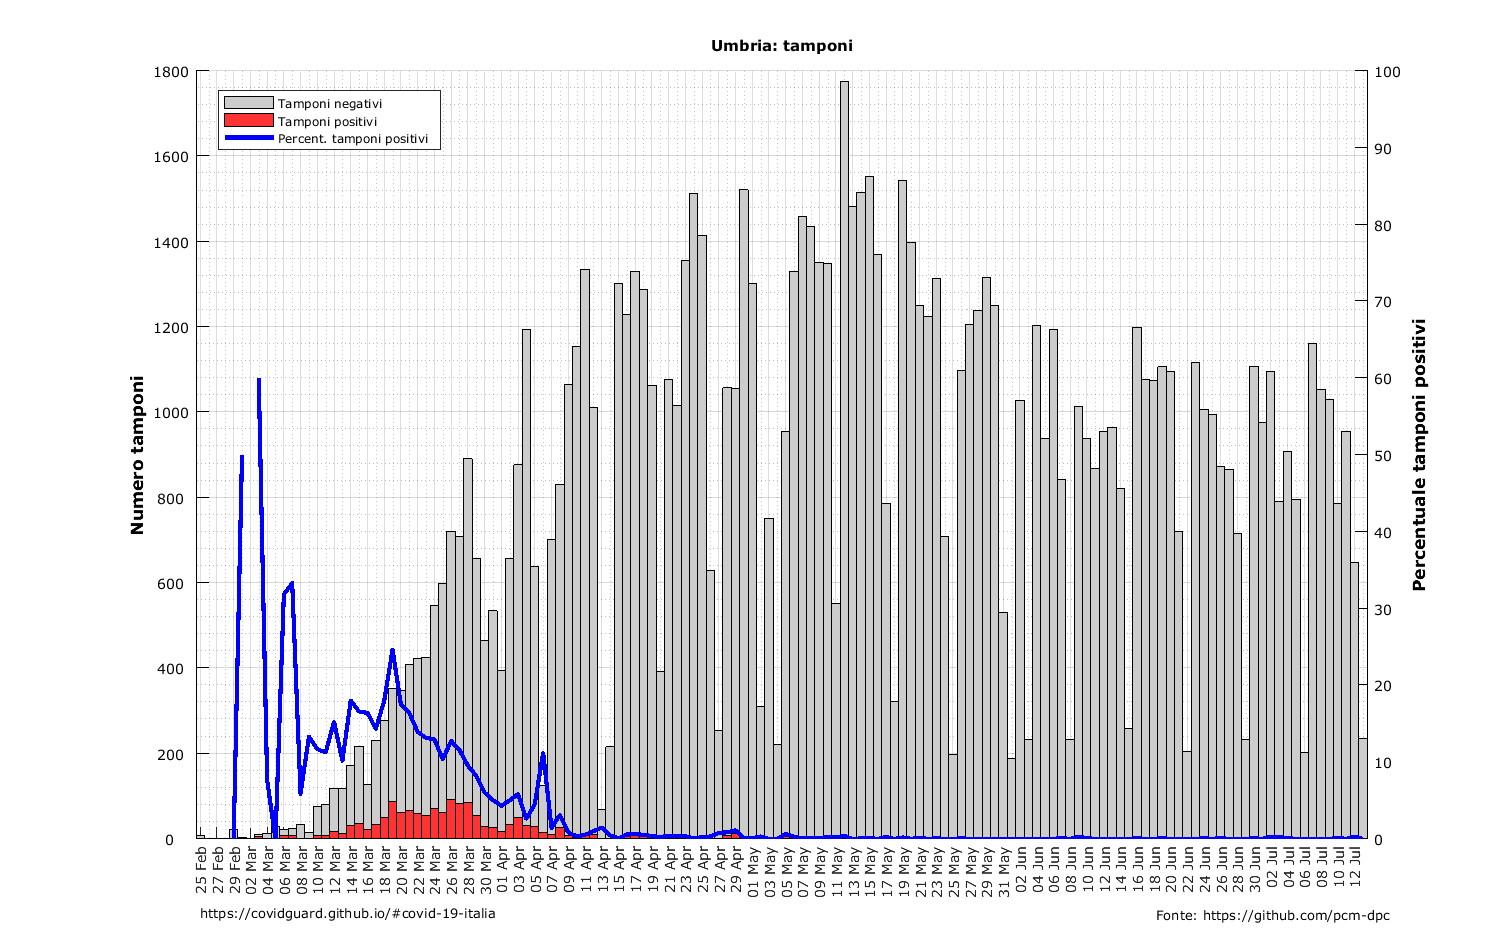 Umbria: tamponi
Tamponi negativi
Tamponi positivi
Percent. tamponi positivi
Numero tamponi
1800
1600
1400
1200
1000
800
600
400
200
0
100
90
80
70
60
50
40
30
20
10
0
Percentuale tamponi positivi
25 Feb
27 Feb
29 Feb
02 Mar
04 Mar
06 Mar
08 Mar
10 Mar
12 Mar
14 Mar
16 Mar
18 Mar
20 Mar
22 Mar
24 Mar
26 Mar
28 Mar
30 Mar
01 Apr
03 Apr
05 Apr
07 Apr
09 Apr
11 Apr
13 Apr
15 Apr
17 Apr
19 Apr
21 Apr
23 Apr
25 Apr
27 Apr
29 Apr
01 May
03 May
05 May
07 May
09 May
11 May
13 May
15 May
17 May
19 May
21 May
23 May
25 May
27 May
29 May
31 May
02 Jun
04 Jun
06 Jun
08 Jun
10 Jun
12 Jun
14 Jun
16 Jun
18 Jun
20 Jun
22 Jun
24 Jun
26 Jun
28 Jun
30 Jun
02 Jul
04 Jul
06 Jul
08 Jul
10 Jul
12 Jul
https://covidguard.github.io/#covid-19-italia
Fonte: https://github.com/pcm-dpc